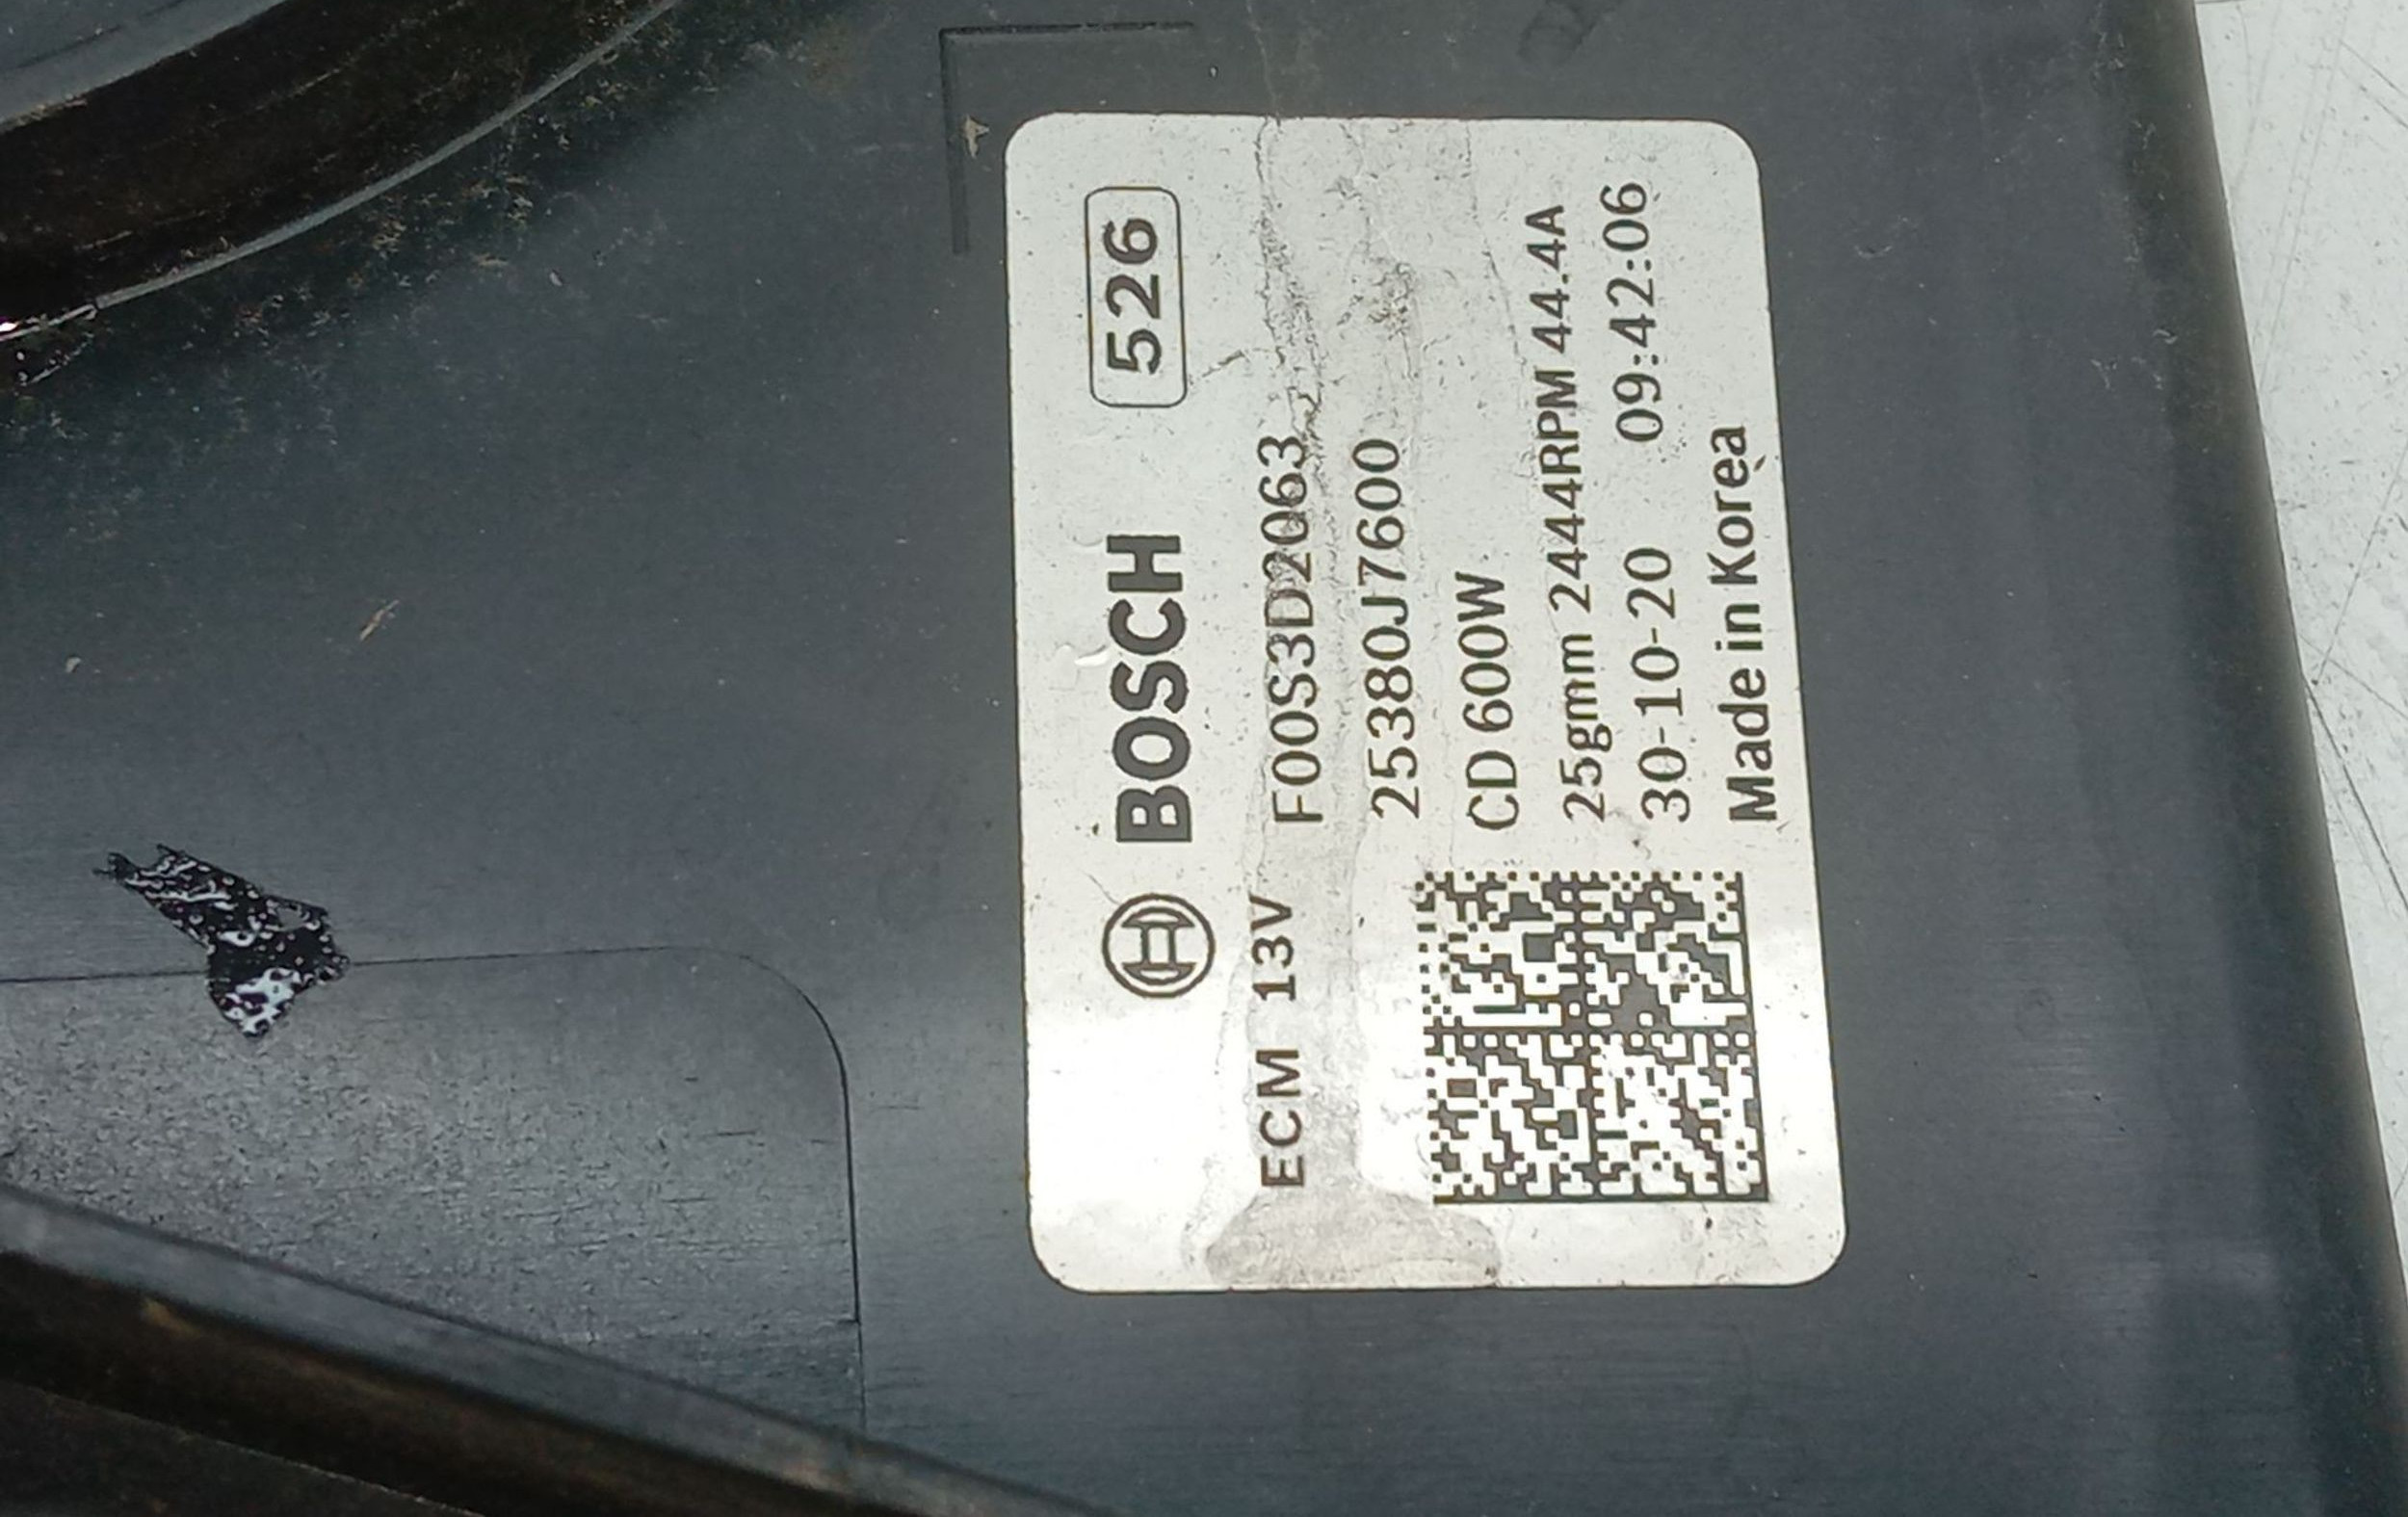 BOSCH 526
ECM 13V F00S3D2063
25380J7600
CD 600W
25gmm 2444RPM 44.4A
30-10-20 09:42:06
Made in Korea